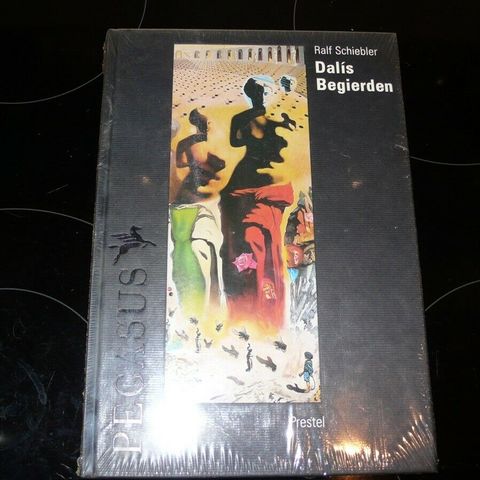 Ralf Schiebler
Dalís
Begierden
PEGASUS
Prestel